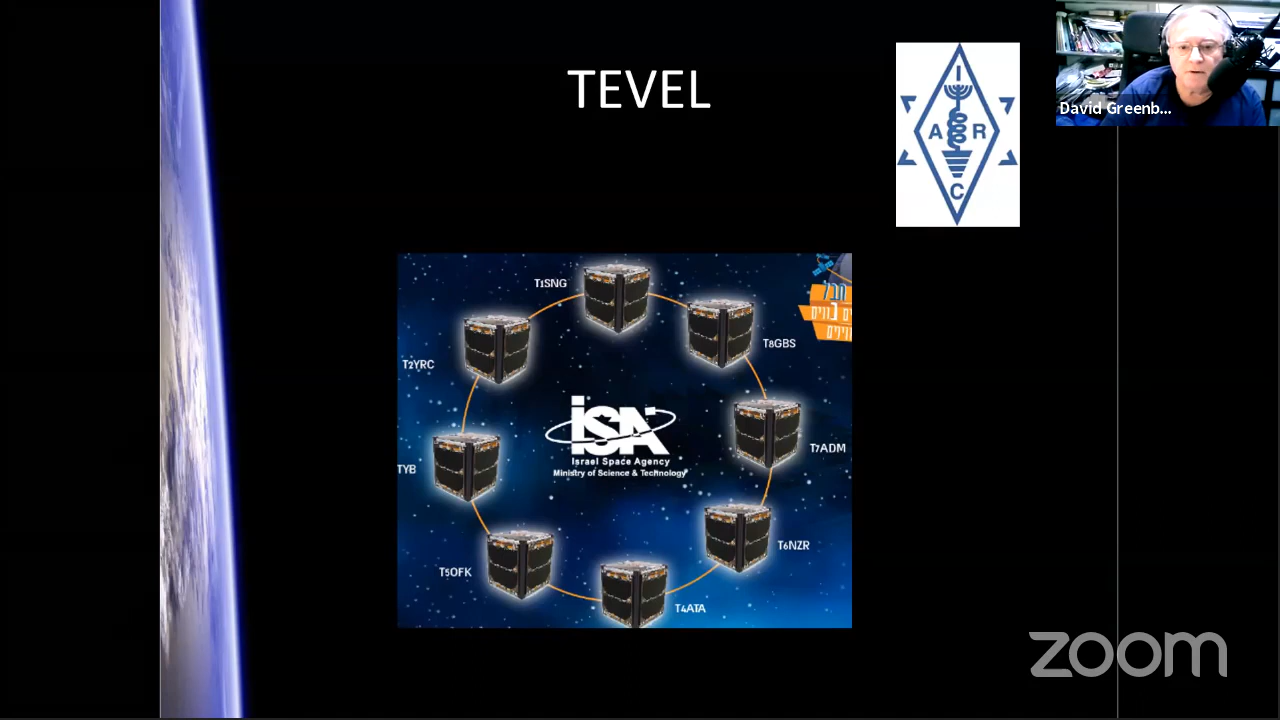 TEVEL
I
A R
C
David Greenb...
T1SNG
T8GBS
T2YRC
T7ADM
TYB
T6NZR
T5OFK
T4ATA
ISA
Israel Space Agency
Ministry of Science & Technology
zoom